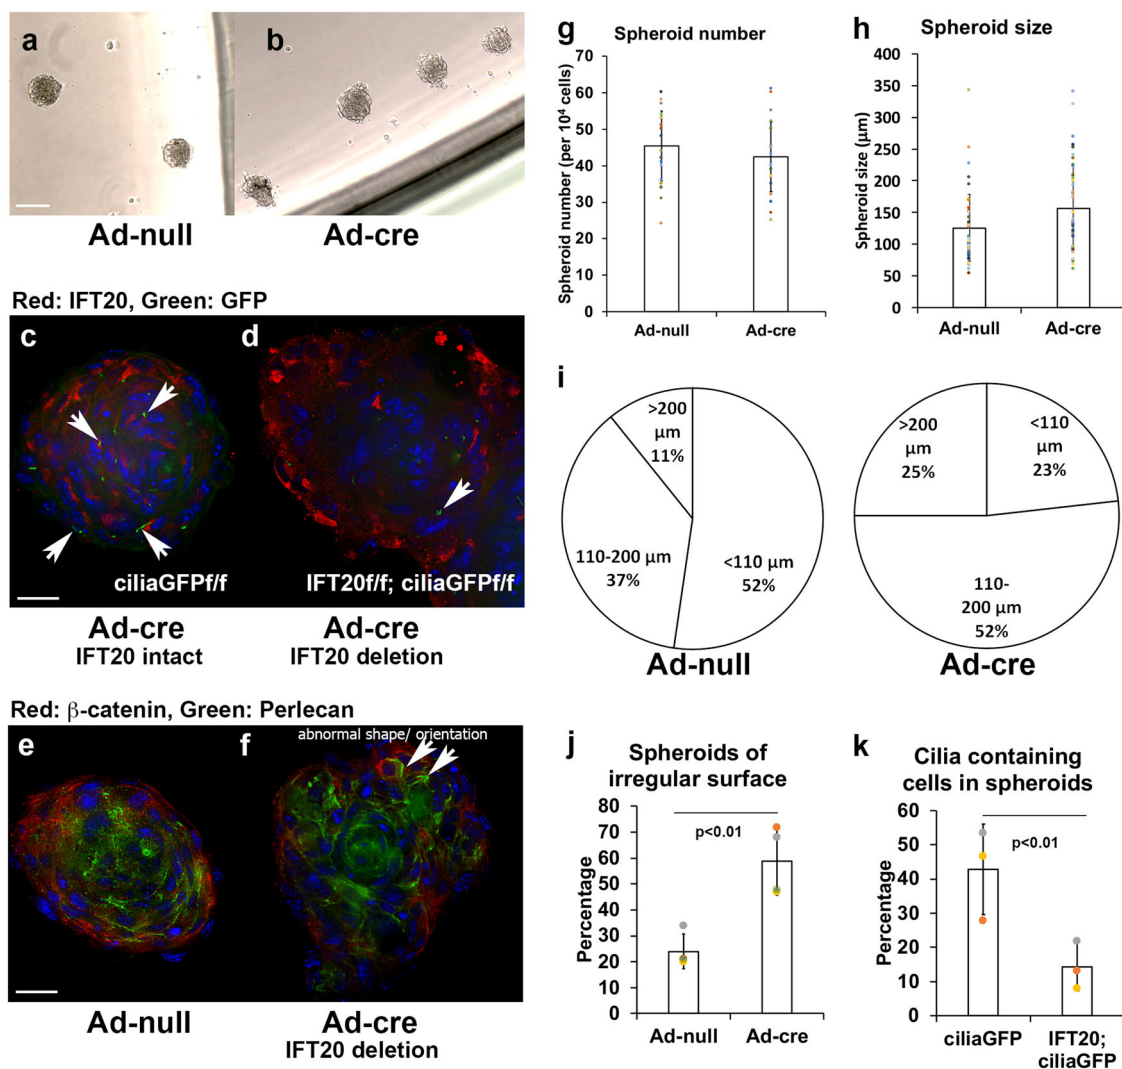 a
b
Ad-null
Ad-cre
Red: IFT20, Green: GFP
c
d
ciliaGFPf/f
IFT20f/f; ciliaGFPf/f
Ad-cre
IFT20 intact
Ad-cre
IFT20 deletion
Red: β-catenin, Green: Perlecan
e
f
abnormal shape/ orientation
Ad-null
Ad-cre
IFT20 deletion
g
Spheroid number
Spheroid number (per 10⁴ cells)
70
60
50
40
30
20
10
0
Ad-null
Ad-cre
h
Spheroid size
Spheroid size (µm)
400
350
300
250
200
150
100
50
0
Ad-null
Ad-cre
i
>200
µm
11%
110-200 µm
37%
<110 µm
52%
Ad-null
>200
µm
25%
<110
µm
23%
110-
200 µm
52%
Ad-cre
j
Spheroids of
irregular surface
Percentage
80
70
60
50
40
30
20
10
0
p<0.01
Ad-null
Ad-cre
k
Cilia containing
cells in spheroids
Percentage
60
50
40
30
20
10
0
p<0.01
ciliaGFP
IFT20;
ciliaGFP